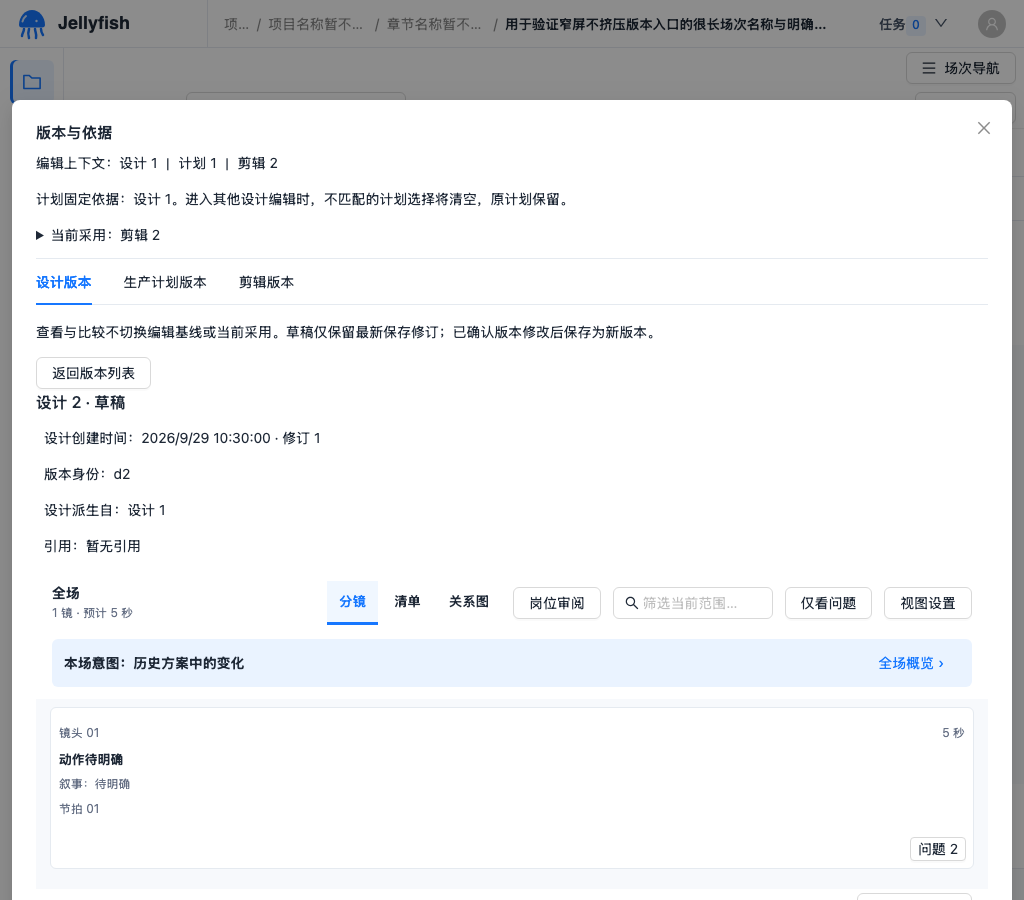 Jellyfish
项... / 项目名称暂不... / 章节名称暂不... / 用于验证窄屏不挤压版本入口的很长场次名称与明确...
任务 0
场次导航
版本与依据
编辑上下文：设计 1 | 计划 1 | 剪辑 2
计划固定依据：设计 1。进入其他设计编辑时，不匹配的计划选择将清空，原计划保留。
当前采用：剪辑 2
设计版本 生产计划版本 剪辑版本
查看与比较不切换编辑基线或当前采用。草稿仅保留最新保存修订；已确认版本修改后保存为新版本。
返回版本列表
设计 2 · 草稿
设计创建时间：2026/9/29 10:30:00 · 修订 1
版本身份：d2
设计派生自：设计 1
引用：暂无引用
全场
1 镜 · 预计 5 秒
分镜 清单 关系图 岗位审阅 筛选当前范围... 仅看问题 视图设置
本场意图：历史方案中的变化 全场概览 ›
镜头 01 5 秒
动作待明确
叙事：待明确
节拍 01
问题 2